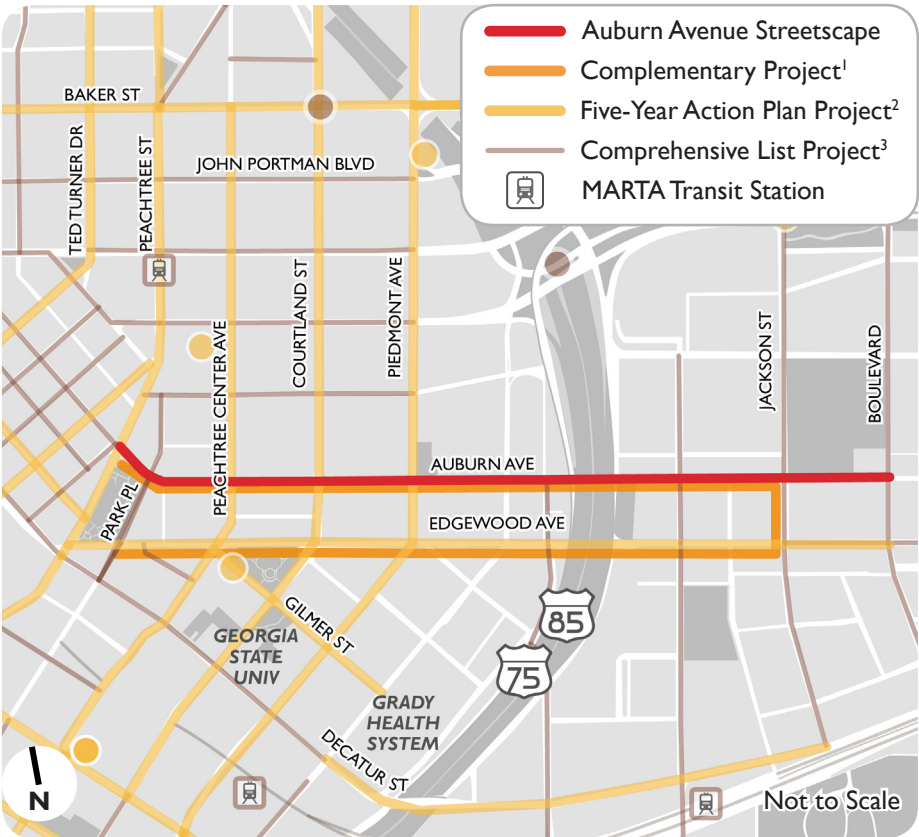 Auburn Avenue Streetscape
Complementary Project¹
Five-Year Action Plan Project²
Comprehensive List Project³
MARTA Transit Station
BAKER ST
JOHN PORTMAN BLVD
TED TURNER DR
PEACHTREE ST
PEACHTREE CENTER AVE
COURTLAND ST
PIEDMONT AVE
JACKSON ST
BOULEVARD
AUBURN AVE
PARK PL
EDGEWOOD AVE
GILMER ST
GEORGIA
STATE
UNIV
85
75
GRADY
HEALTH
SYSTEM
DECATUR ST
N
Not to Scale